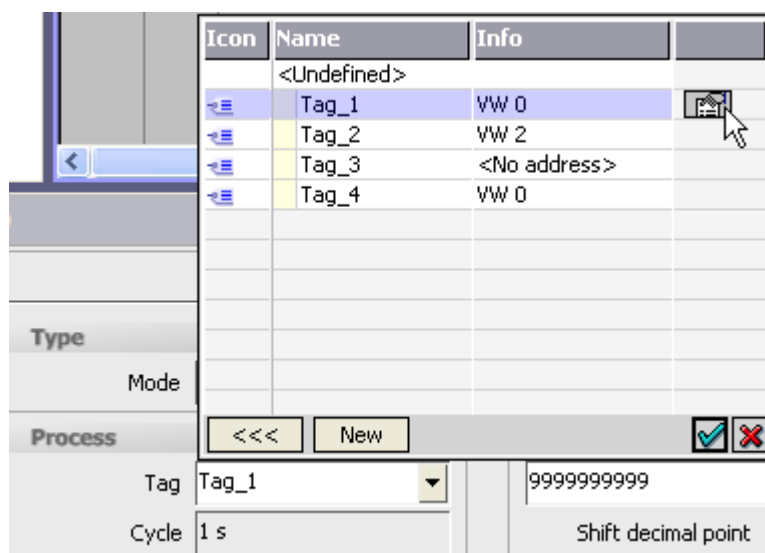 Icon Name Info
<Undefined>
Tag_1 VW 0
Tag_2 VW 2
Tag_3 <No address>
Tag_4 VW 0
Type
Mode
Process
<<< New
Tag Tag_1 9999999999
Cycle 1 s Shift decimal point